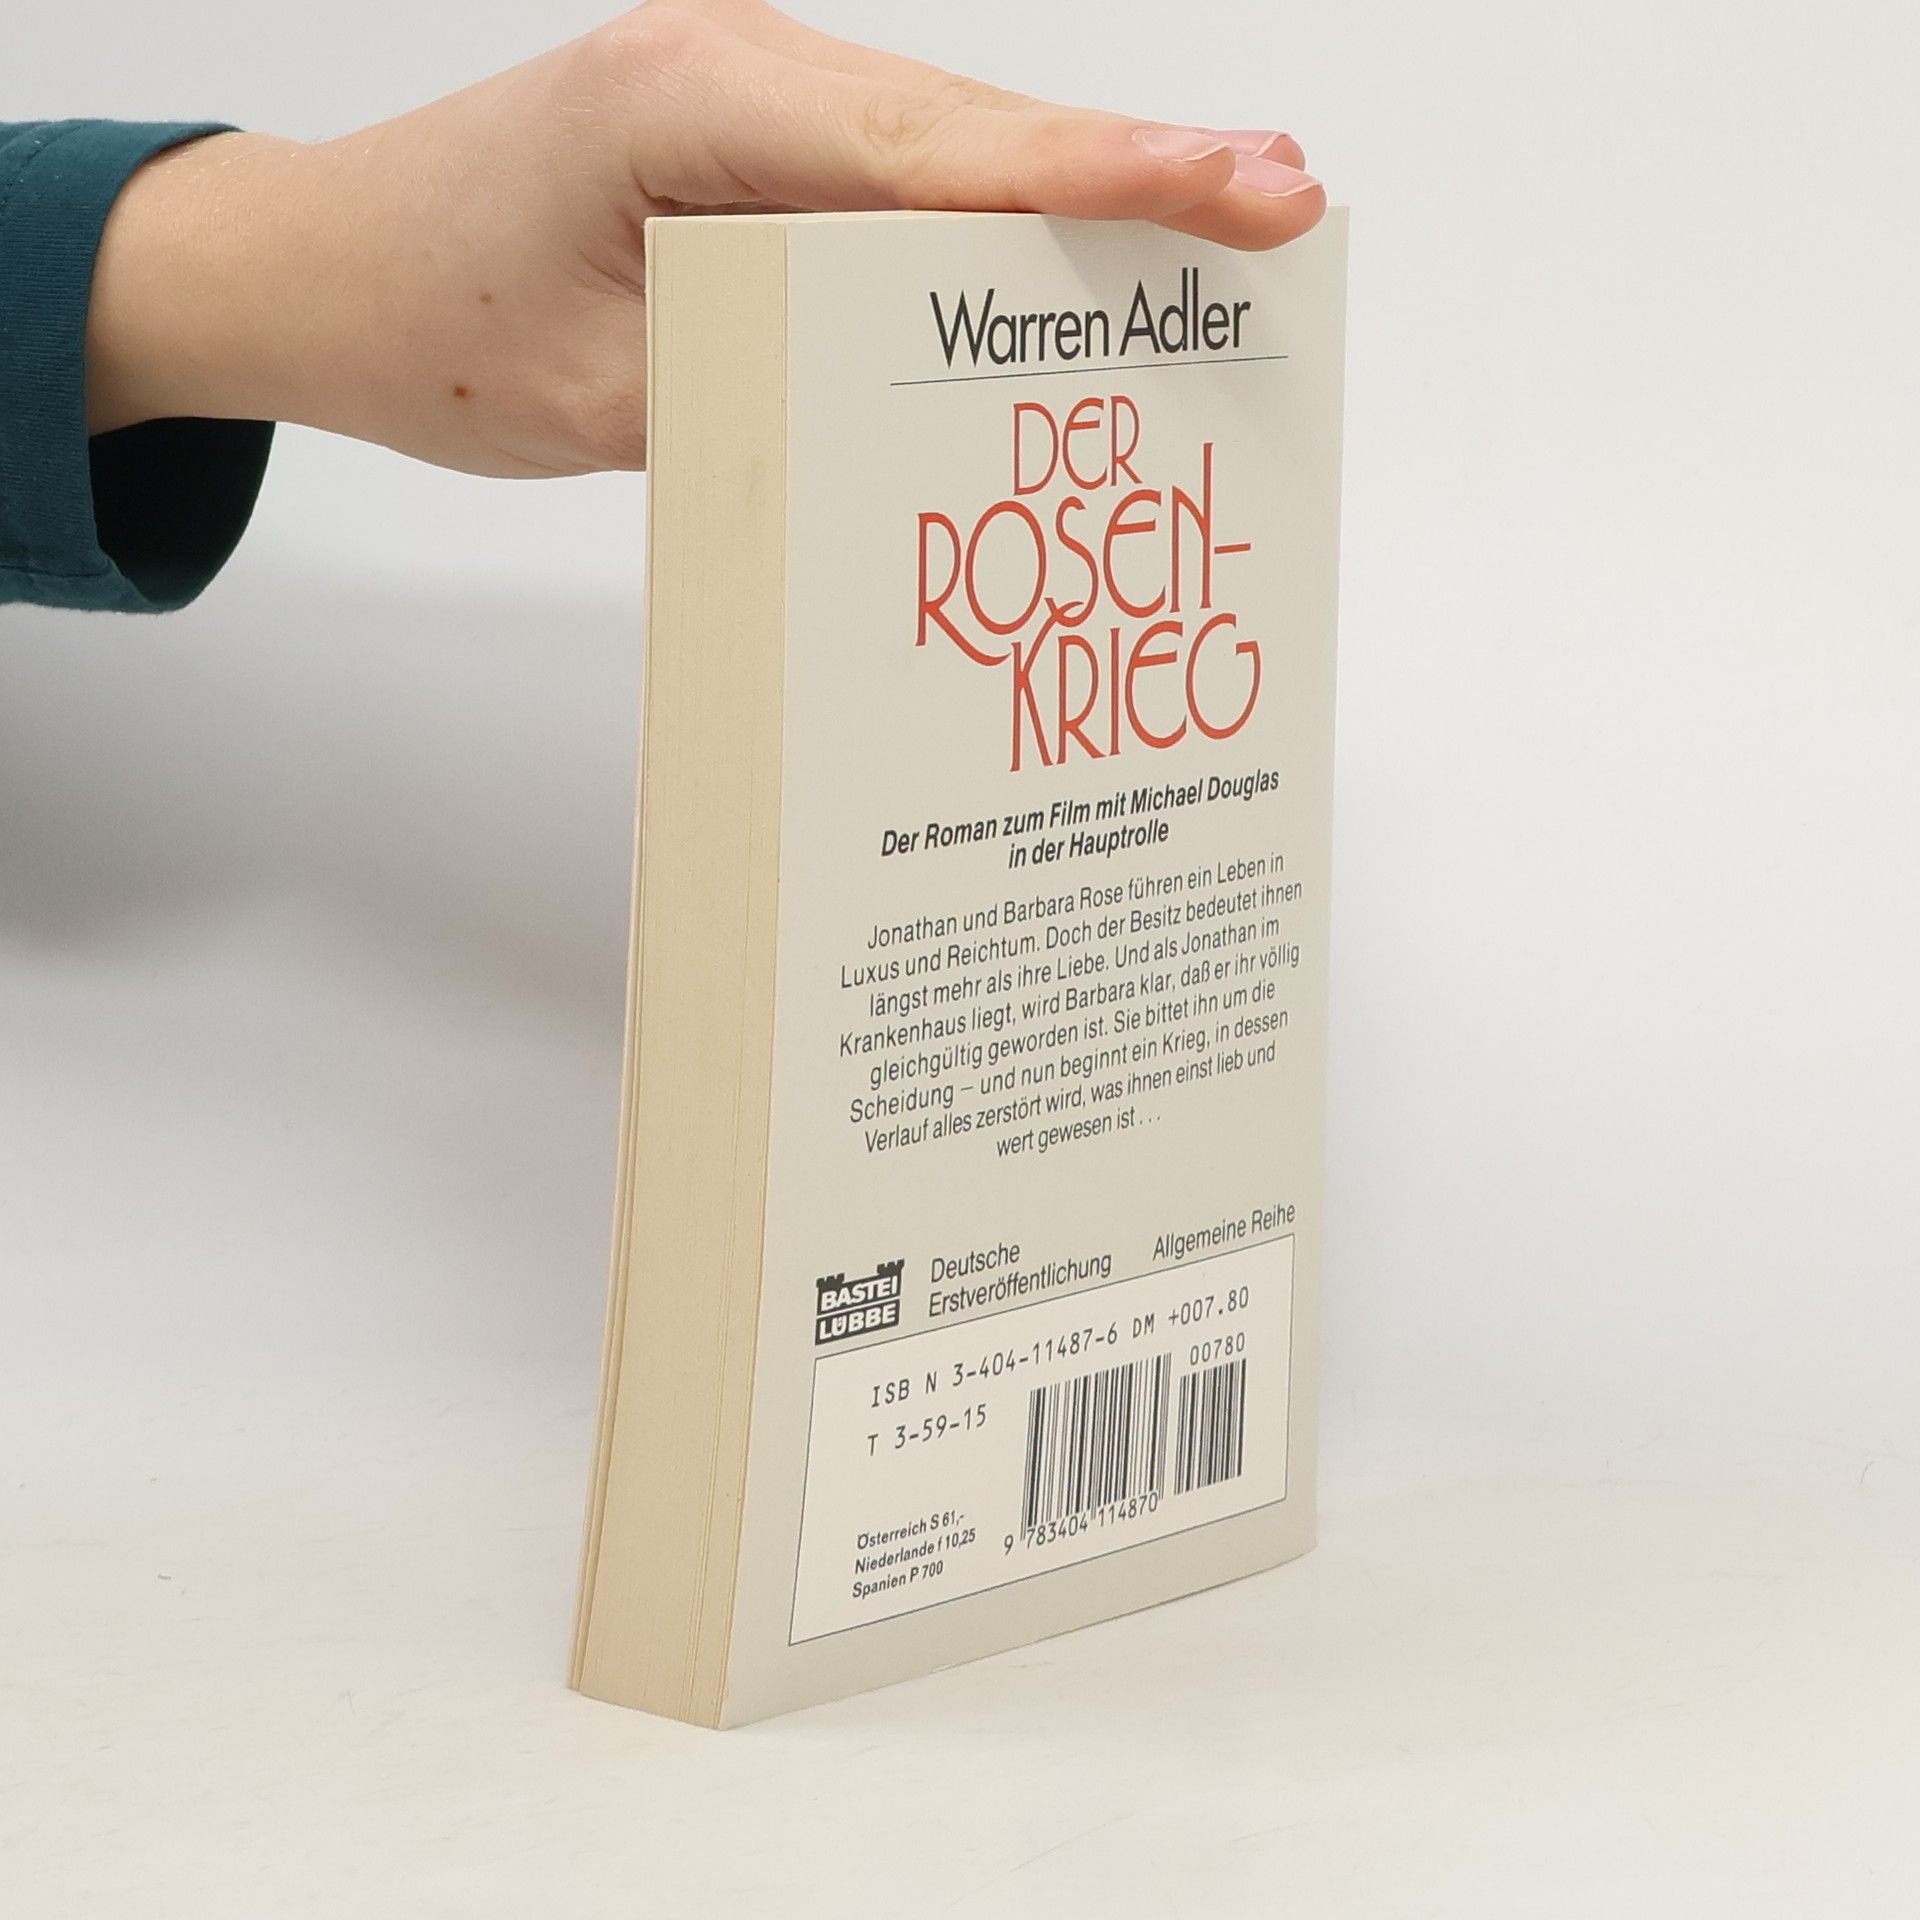 Warren Adler
DER
ROSEN-
KRIEG
Der Roman zum Film mit Michael Douglas
in der Hauptrolle
Jonathan und Barbara Rose führen ein Leben in
Luxus und Reichtum. Doch der Besitz bedeutet ihnen
längst mehr als ihre Liebe. Und als Jonathan im
Krankenhaus liegt, wird Barbara klar, daß er ihr völlig
gleichgültig geworden ist. Sie bittet ihn um die
Scheidung – und nun beginnt ein Krieg, in dessen
Verlauf alles zerstört wird, was ihnen einst lieb und
wert gewesen ist . . .
BASTEI
LÜBBE
Deutsche
Erstveröffentlichung
Allgemeine Reihe
ISB N 3-404-11487-6 DM +007.80
00780
T 3-59-15
Österreich S 61,-
Niederlande f 10,25
Spanien P 700
9 783404 114870